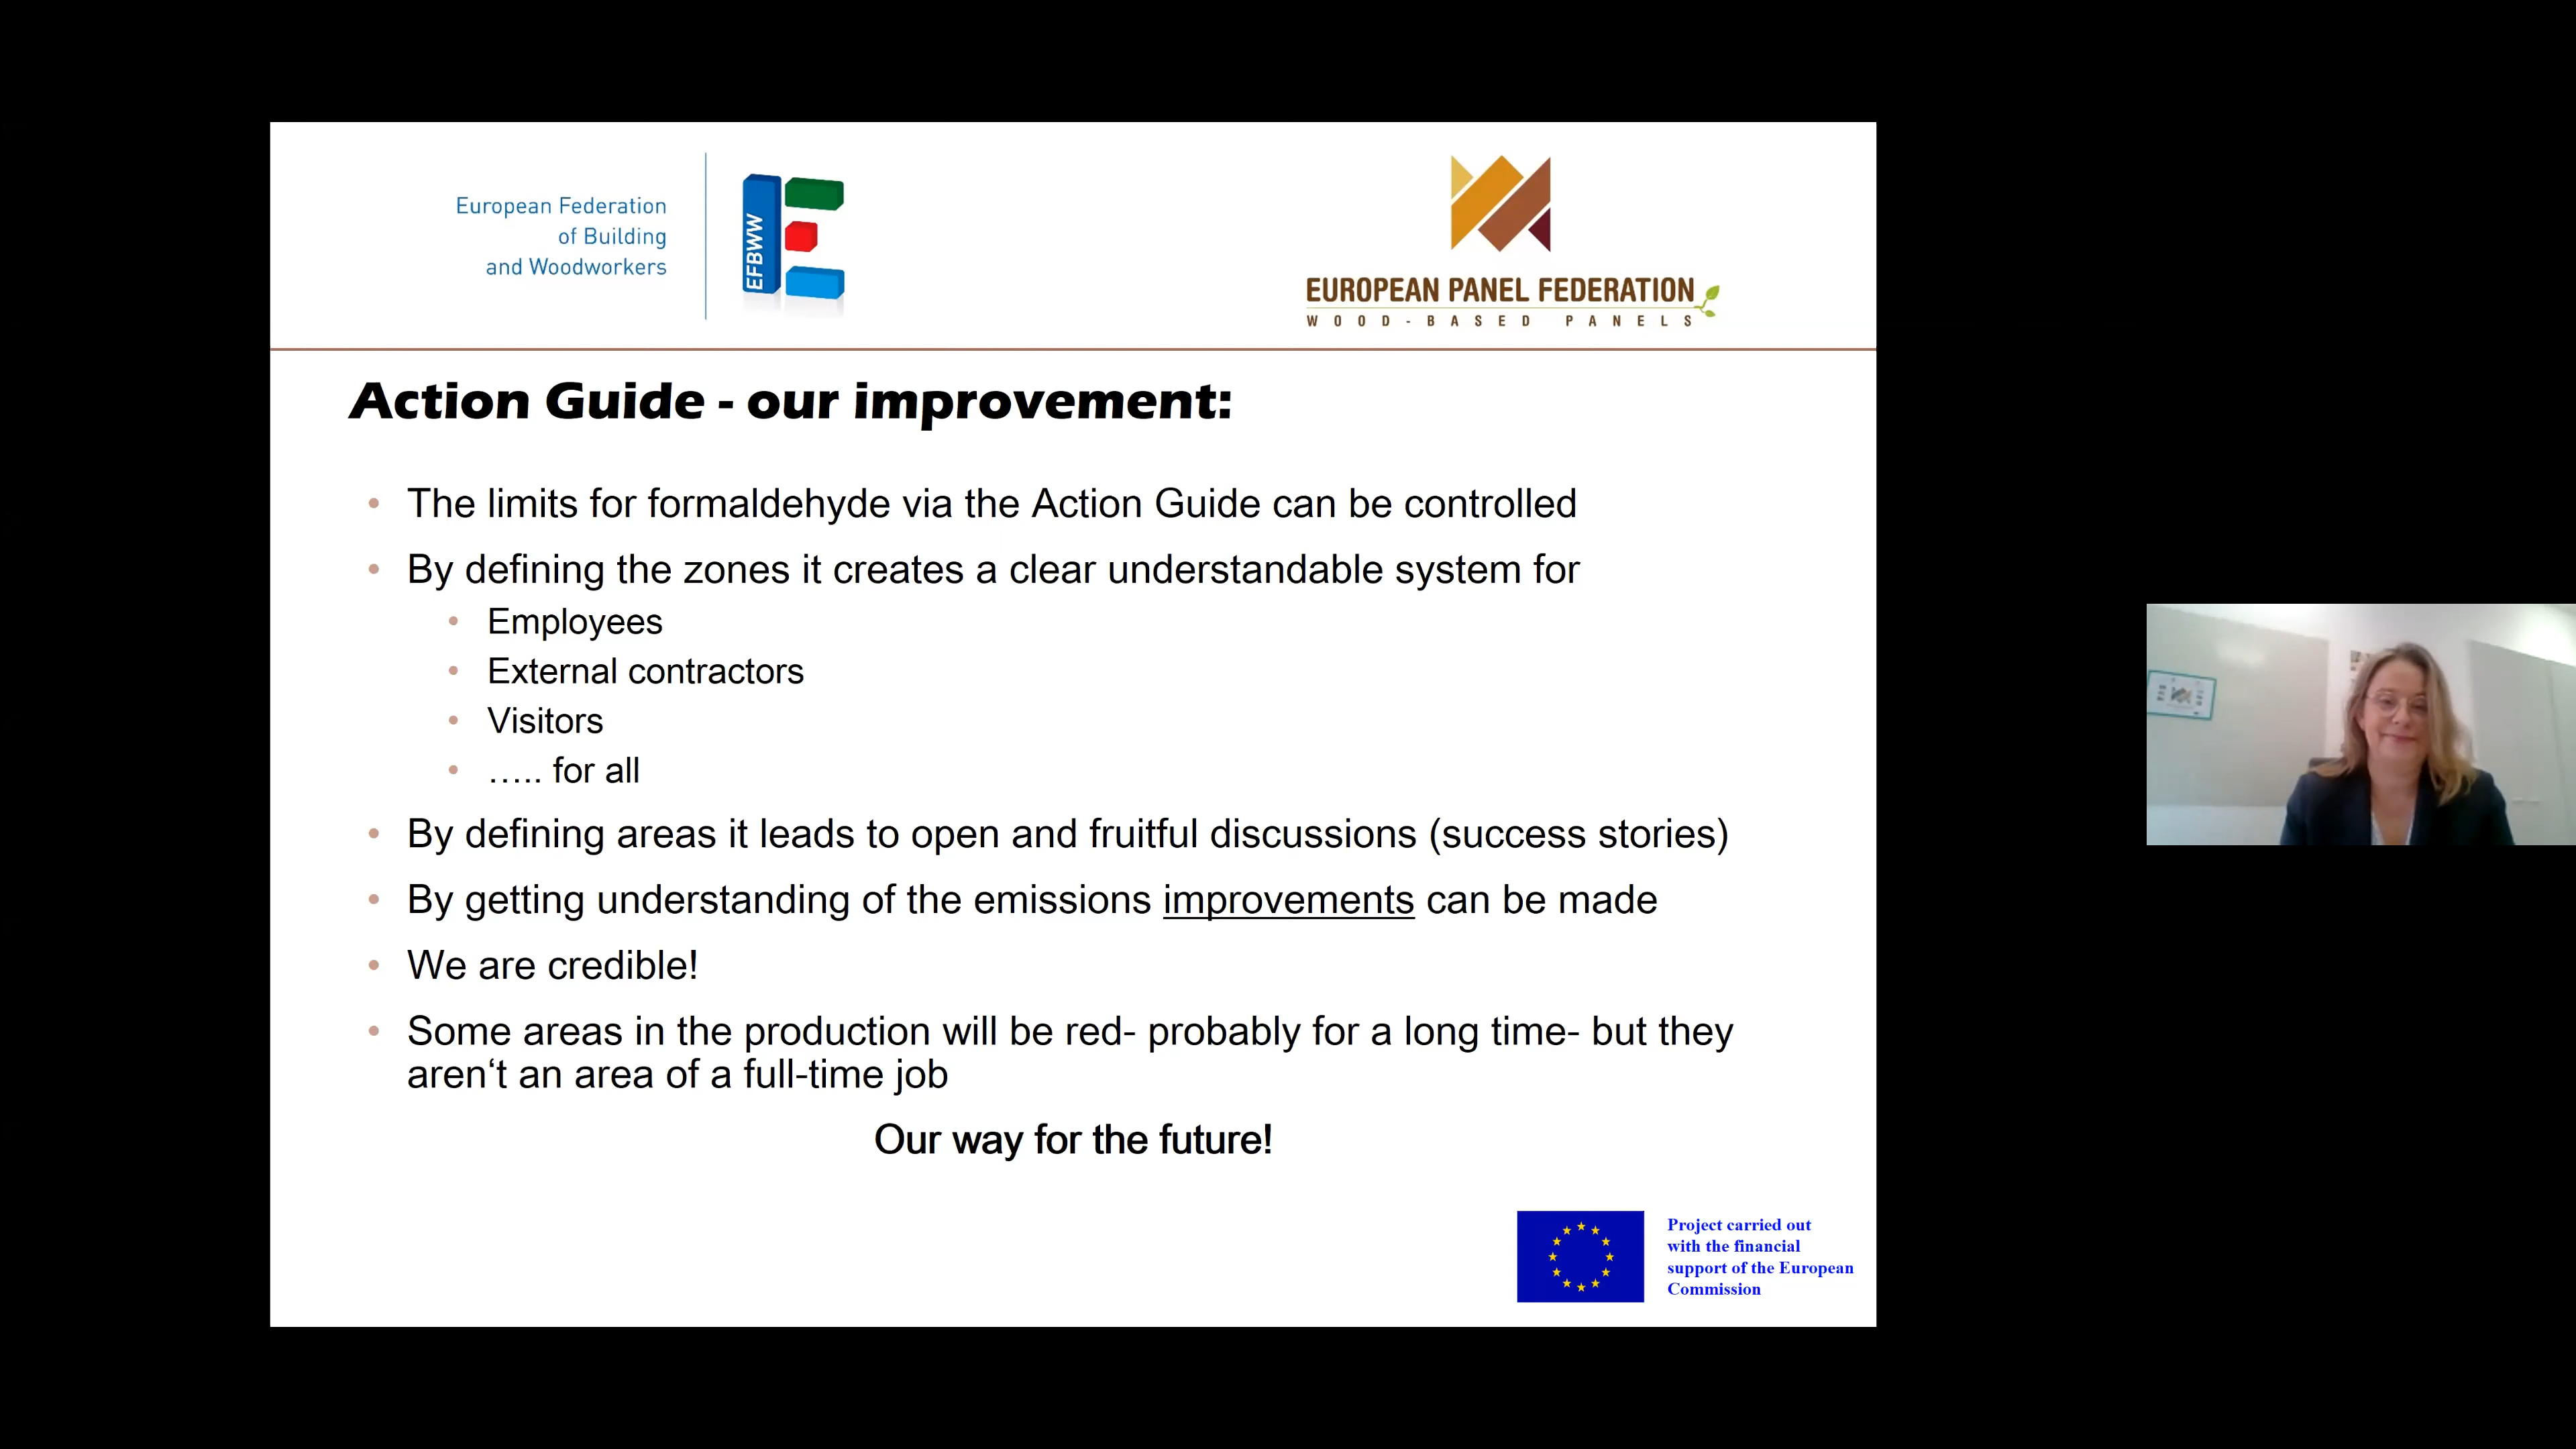 European Federation
of Building
and Woodworkers
EFBWW
EUROPEAN PANEL FEDERATION
WOOD-BASED PANELS
Action Guide - our improvement:
• The limits for formaldehyde via the Action Guide can be controlled
• By defining the zones it creates a clear understandable system for
• Employees
• External contractors
• Visitors
• ….. for all
• By defining areas it leads to open and fruitful discussions (success stories)
• By getting understanding of the emissions improvements can be made
• We are credible!
• Some areas in the production will be red- probably for a long time- but they
aren‘t an area of a full-time job
Our way for the future!
Project carried out
with the financial
support of the European
Commission